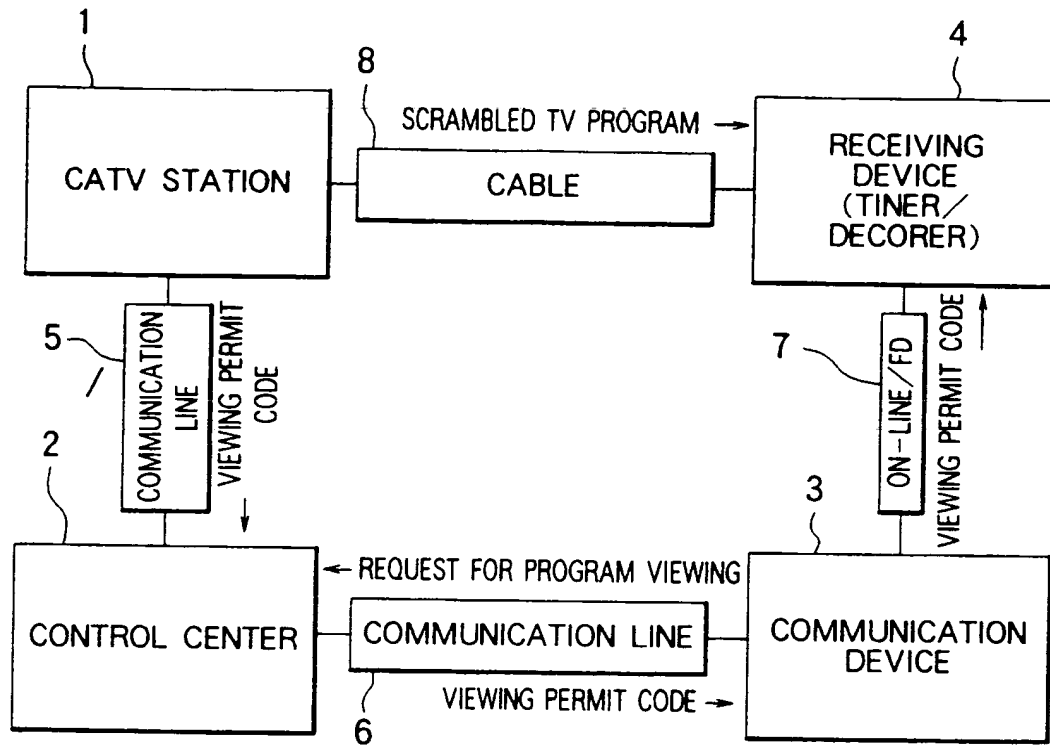 1
CATV STATION
8
SCRAMBLED TV PROGRAM →
CABLE
4
RECEIVING
DEVICE
(TINER/
DECORER)
5
COMMUNICATION
LINE
VIEWING PERMIT
CODE
↓
7
ON-LINE/FD
VIEWING PERMIT CODE
↑
2
CONTROL CENTER
← REQUEST FOR PROGRAM VIEWING
COMMUNICATION LINE
6
VIEWING PERMIT CODE →
3
COMMUNICATION
DEVICE